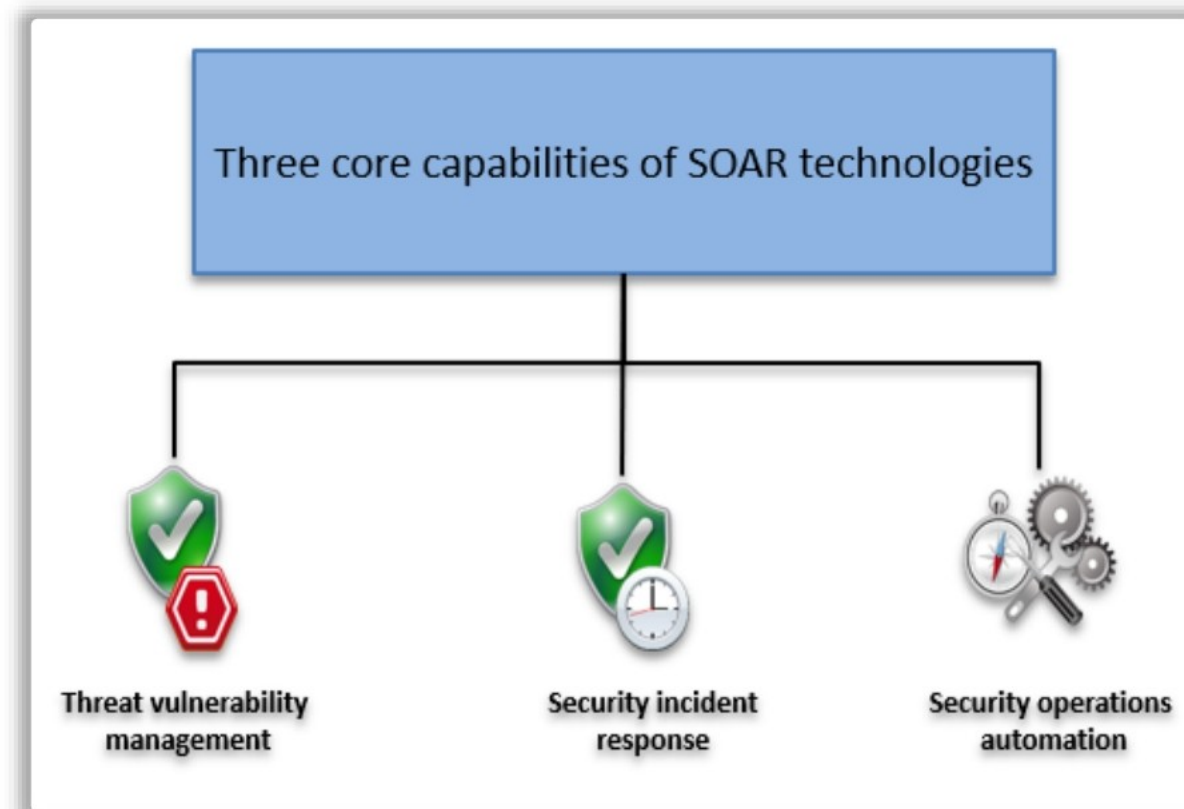 Three core capabilities of SOAR technologies
Threat vulnerability
management
Security incident
response
Security operations
automation